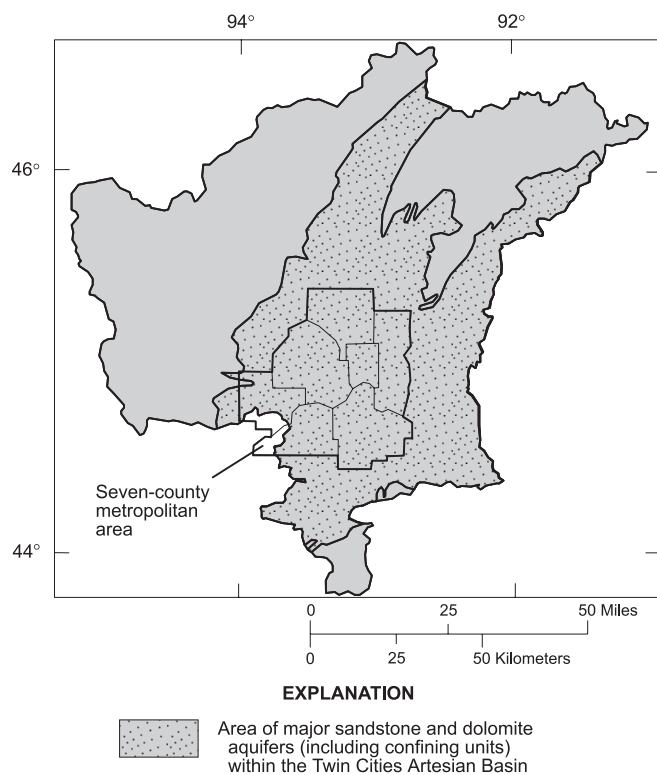 94°
92°
46°
Seven-county
metropolitan
area
44°
0
25
50 Miles
0
25
50 Kilometers
EXPLANATION
Area of major sandstone and dolomite
aquifers (including confining units)
within the Twin Cities Artesian Basin